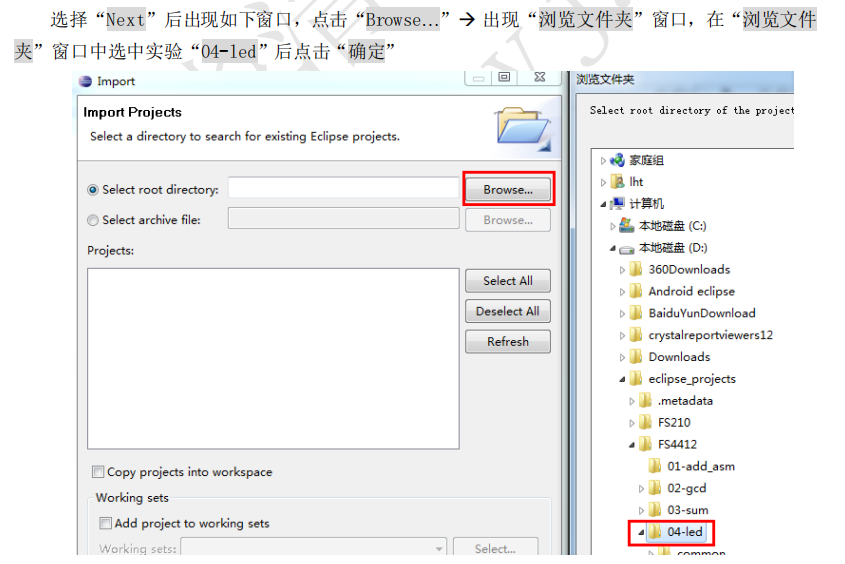 选择“Next”后出现如下窗口，点击“Browse…”→ 出现“浏览文件夹”窗口，在“浏览文件
夹”窗口中选中实验“04-led”后点击“确定”
Import
Import Projects
Select a directory to search for existing Eclipse projects.
Select root directory:
Browse...
Select archive file:
Browse...
Projects:
Select All
Deselect All
Refresh
Copy projects into workspace
Working sets
Add project to working sets
Working sets:
Select...
浏览文件夹
Select root directory of the project
家庭组
lht
计算机
本地磁盘 (C:)
本地磁盘 (D:)
360Downloads
Android eclipse
BaiduYunDownload
crystalreportviewers12
Downloads
eclipse_projects
.metadata
FS210
FS4412
01-add_asm
02-gcd
03-sum
04-led
common